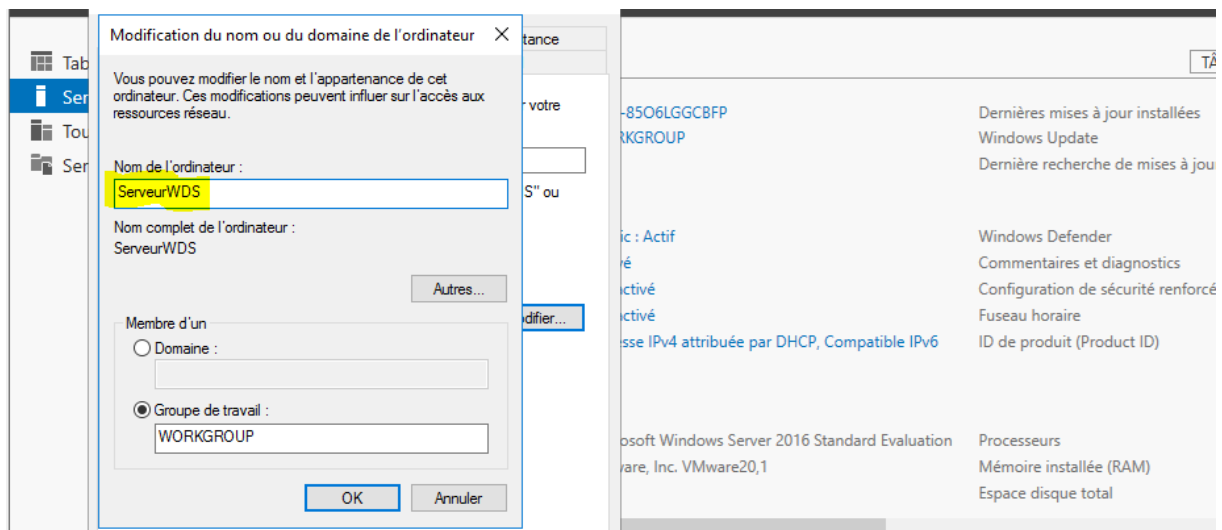 Modification du nom ou du domaine de l'ordinateur
Vous pouvez modifier le nom et l'appartenance de cet
ordinateur. Ces modifications peuvent influer sur l'accès aux
ressources réseau.
Nom de l'ordinateur :
ServeurWDS
Nom complet de l'ordinateur :
ServeurWDS
Autres...
Membre d'un
Domaine :
Groupe de travail :
WORKGROUP
OK Annuler
Tab
Ser
Tou
Ser
tance
votre
S" ou
odifier...
TÂ
-85O6LGGCBFP Dernières mises à jour installées
RKGROUP Windows Update
Dernière recherche de mises à jour
ic : Actif Windows Defender
vé Commentaires et diagnostics
activé Configuration de sécurité renforcé
activé Fuseau horaire
esse IPv4 attribuée par DHCP, Compatible IPv6 ID de produit (Product ID)
osoft Windows Server 2016 Standard Evaluation Processeurs
ware, Inc. VMware20,1 Mémoire installée (RAM)
Espace disque total